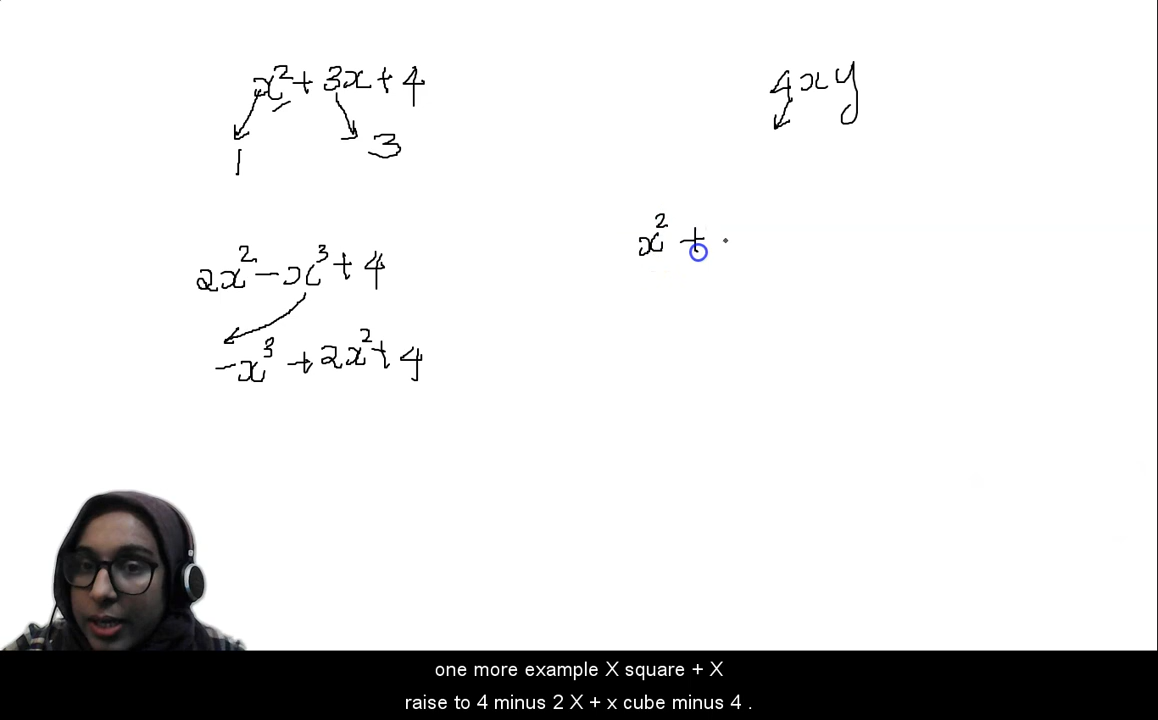 x² + 3x + 4
1
3
4xy
2x² - x³ + 4
-x³ + 2x² + 4
x² +
one more example X square + X
raise to 4 minus 2 X + x cube minus 4 .